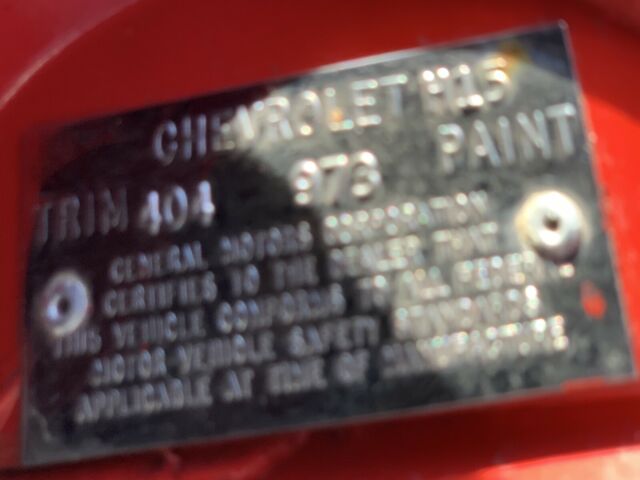 CHEVROLET H15
TRIM 404 973 PAINT
GENERAL MOTORS CORPORATION
CERTIFIES TO THE DEALER THAT
THIS VEHICLE CONFORMS TO ALL FEDERAL
MOTOR VEHICLE SAFETY STANDARDS
APPLICABLE AT TIME OF MANUFACTURE